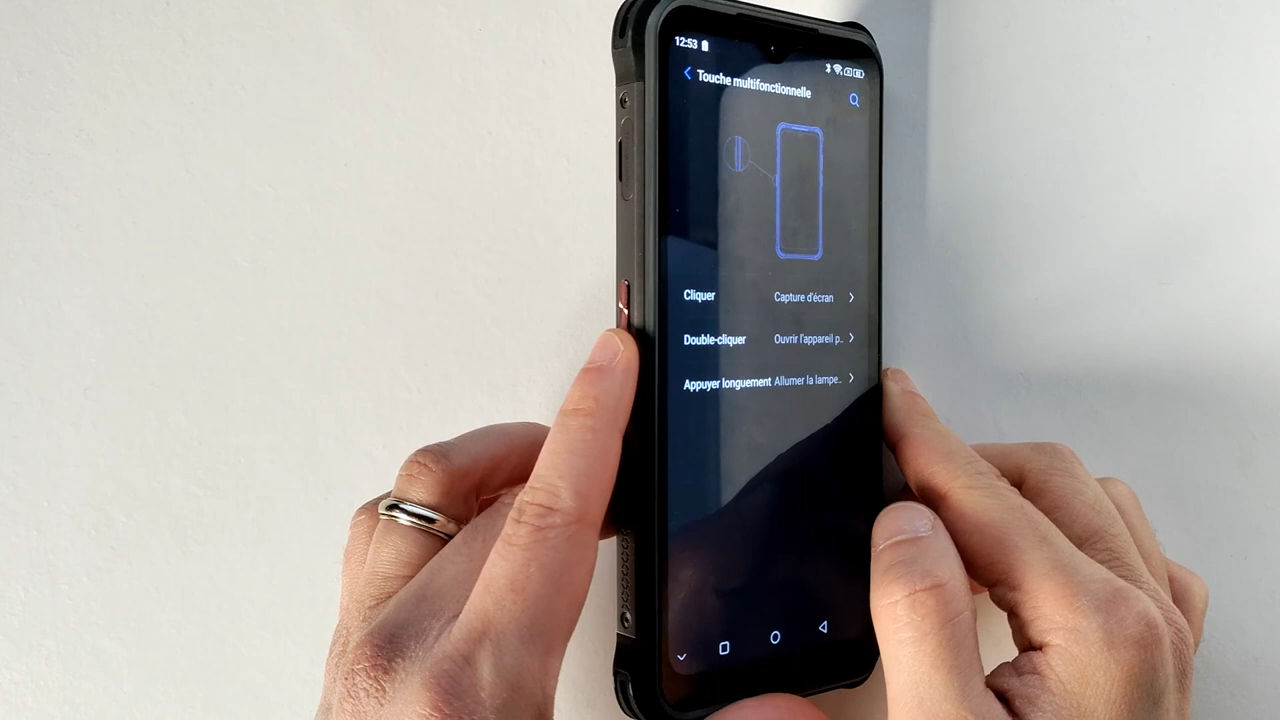 12:53
Touche multifonctionnelle
Cliquer Capture d'écran
Double-cliquer Ouvrir l'appareil p..
Appuyer longuement Allumer la lampe..